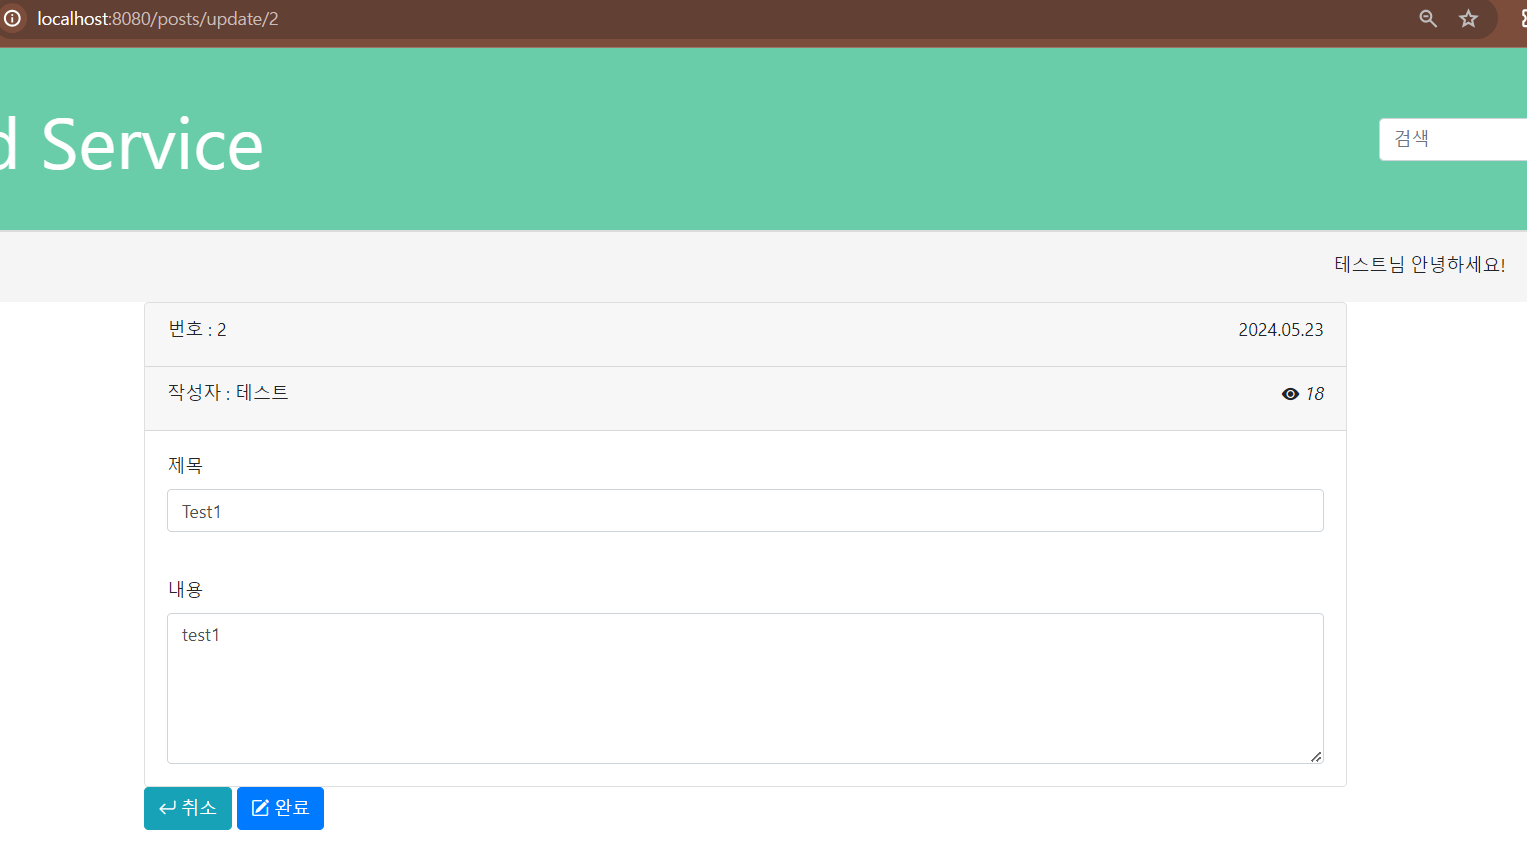 localhost:8080/posts/update/2
d Service
검색
테스트님 안녕하세요!
번호 : 2
2024.05.23
작성자 : 테스트
18
제목
Test1
내용
test1
취소
완료